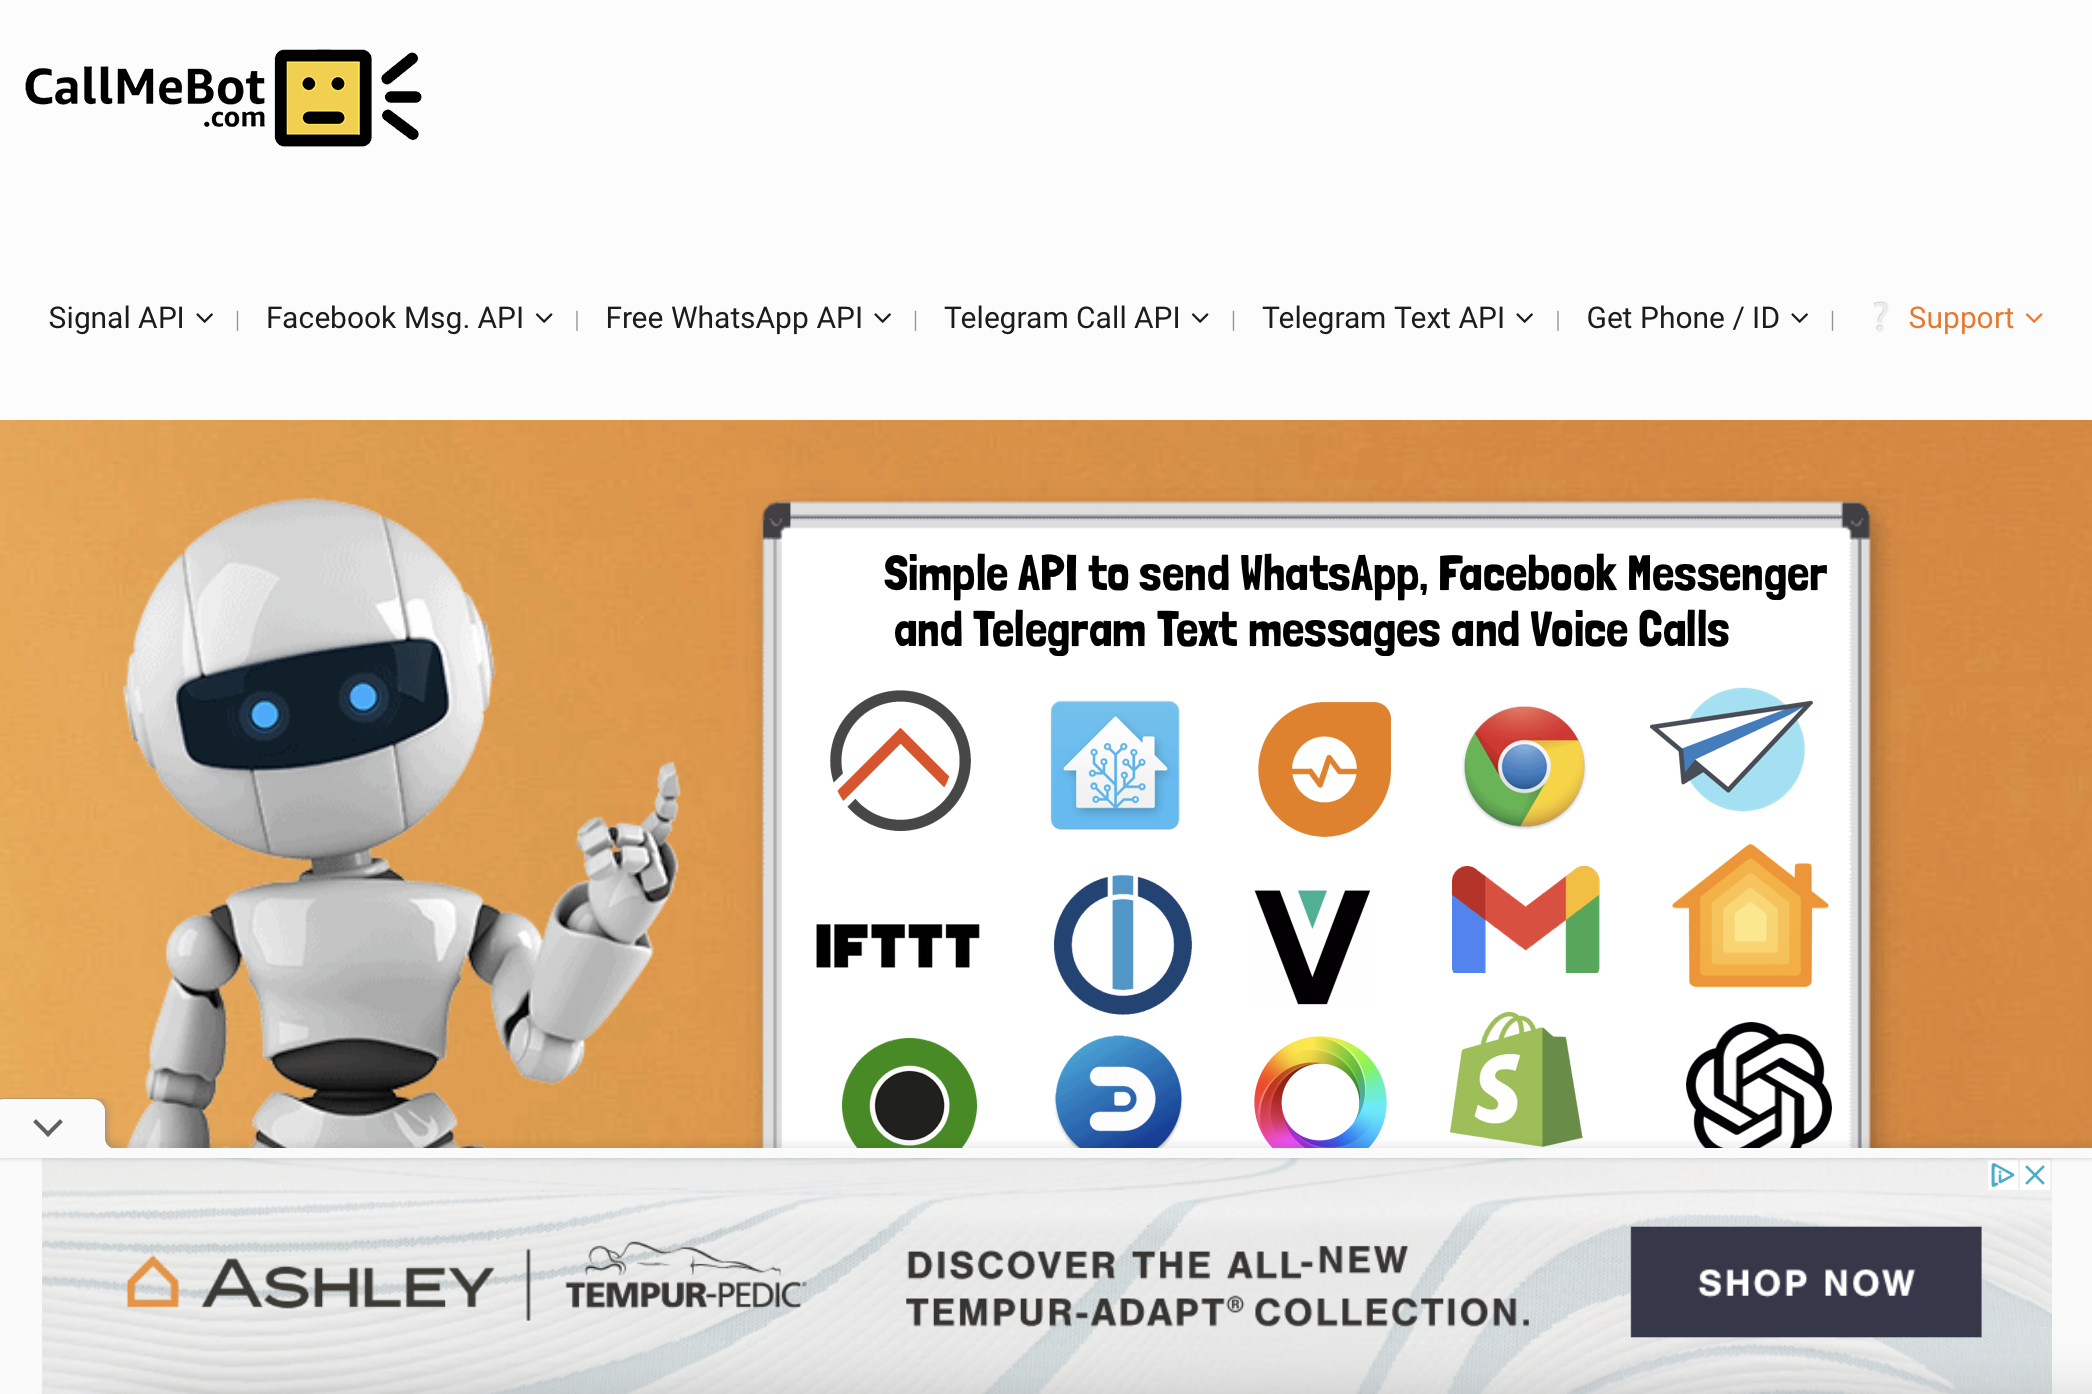 CallMeBot
.com
Signal API
Facebook Msg. API
Free WhatsApp API
Telegram Call API
Telegram Text API
Get Phone / ID
❔ Support
Simple API to send WhatsApp, Facebook Messenger
and Telegram Text messages and Voice Calls
IFTTT
ASHLEY
TEMPUR-PEDIC
DISCOVER THE ALL-NEW
TEMPUR-ADAPT® COLLECTION.
SHOP NOW